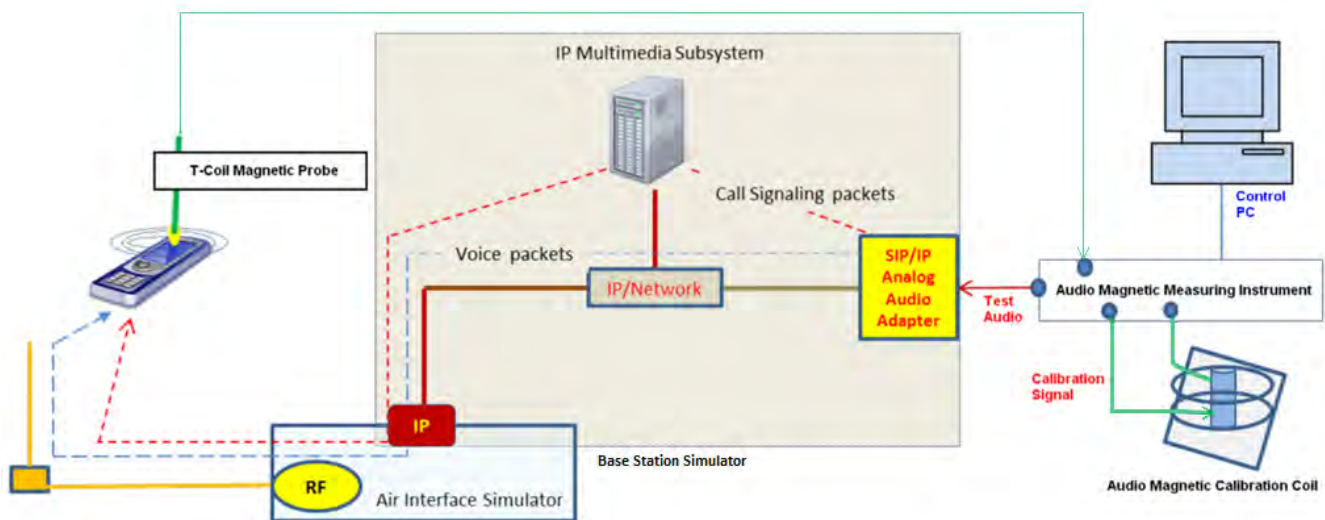 IP Multimedia Subsystem
T-Coil Magnetic Probe
Call Signaling packets
Control
PC
Voice packets
SIP/IP
Analog
Audio
Adapter
IP/Network
Test
Audio
Audio Magnetic Measuring Instrument
Calibration
Signal
IP
Base Station Simulator
RF
Air Interface Simulator
Audio Magnetic Calibration Coil